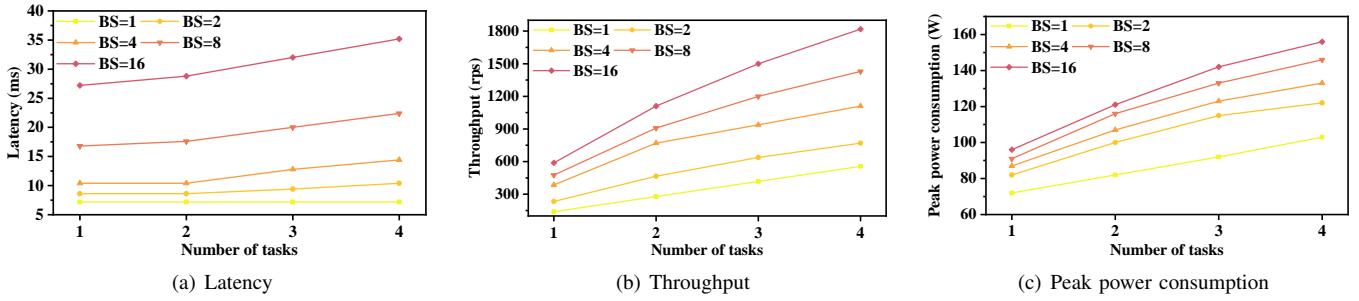 40
35
30
25
20
15
10
5
Latency (ms)
BS=1
BS=2
BS=4
BS=8
BS=16
1 2 3 4
Number of tasks
(a) Latency
1800
1500
1200
900
600
300
Throughput (rps)
BS=1
BS=2
BS=4
BS=8
BS=16
1 2 3 4
Number of tasks
(b) Throughput
160
140
120
100
80
60
Peak power consumption (W)
BS=1
BS=2
BS=4
BS=8
BS=16
1 2 3 4
Number of tasks
(c) Peak power consumption